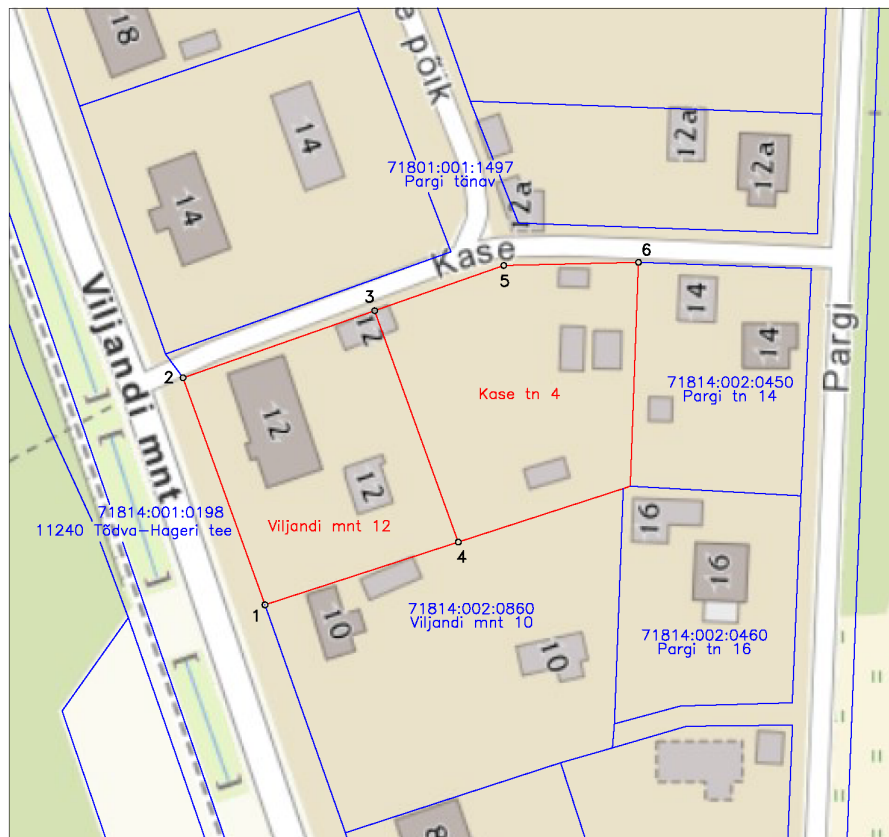 18
e põik
14
12a
12a
71801:001:1497
Pargi tänav
14
12a
Kase
6
5
3
2
12
14
14
Viljandi mnt
Pargi
71814:002:0450
Pargi tn 14
Kase tn 4
12
12
71814:001:0198
11240 Tõdva-Hageri tee
Viljandi mnt 12
16
4
16
1
10
71814:002:0860
Viljandi mnt 10
71814:002:0460
Pargi tn 16
10
8